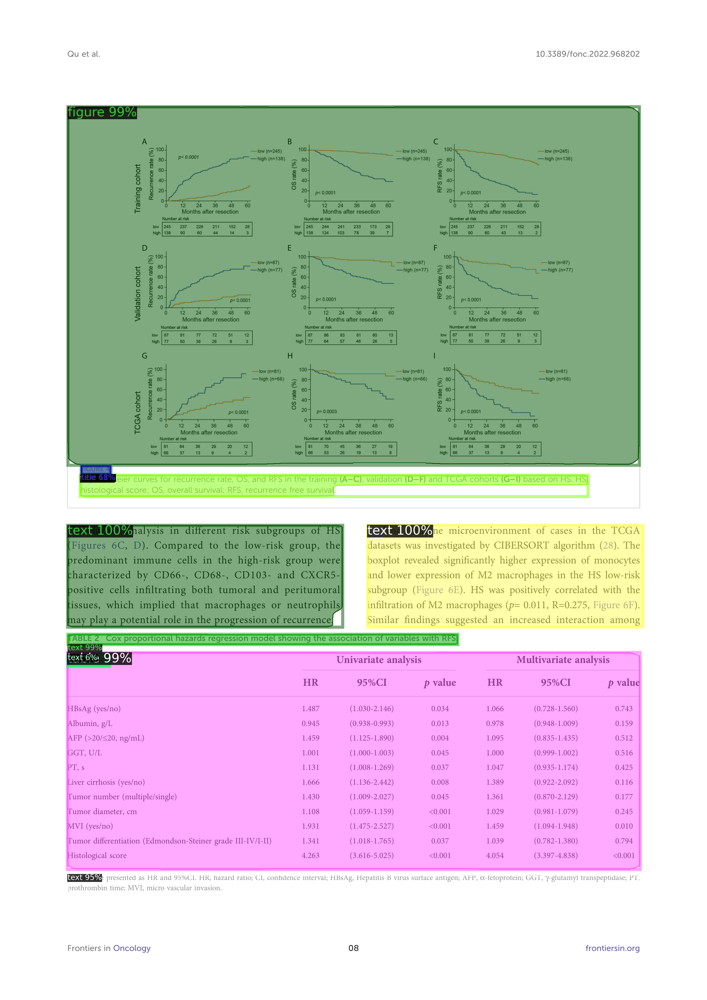 Qu et al.
10.3389/fonc.2022.968202
figure 99%
A
Training cohort
Recurrence rate (%)
100
80
60
40
20
0
p< 0.0001
low (n=245)
high (n=138)
0 12 24 36 48 60
Months after resection
Number at risk
low 245 237 226 211 152 28
high 138 90 60 44 14 3
B
OS rate (%)
100
80
60
40
20
0
p< 0.0001
low (n=245)
high (n=138)
0 12 24 36 48 60
Months after resection
Number at risk
low 245 244 241 233 173 29
high 138 124 103 78 39 7
C
RFS rate (%)
100
80
60
40
20
0
p< 0.0001
low (n=245)
high (n=138)
0 12 24 36 48 60
Months after resection
Number at risk
low 245 237 226 211 152 28
high 138 90 60 43 13 2
D
Validation cohort
Recurrence rate (%)
100
80
60
40
20
0
p< 0.0001
low (n=87)
high (n=77)
0 12 24 36 48 60
Months after resection
Number at risk
low 87 81 77 72 51 12
high 77 50 38 26 9 3
E
OS rate (%)
100
80
60
40
20
0
p< 0.0001
low (n=87)
high (n=77)
0 12 24 36 48 60
Months after resection
Number at risk
low 87 86 83 81 60 13
high 77 64 57 46 26 5
F
RFS rate (%)
100
80
60
40
20
0
p< 0.0001
low (n=87)
high (n=77)
0 12 24 36 48 60
Months after resection
Number at risk
low 87 81 77 72 51 12
high 77 50 38 26 9 3
G
TCGA cohort
Recurrence rate (%)
100
80
60
40
20
0
p< 0.0001
low (n=81)
high (n=66)
0 12 24 36 48 60
Months after resection
Number at risk
low 81 64 38 29 20 12
high 66 37 13 9 4 2
H
OS rate (%)
100
80
60
40
20
0
p= 0.0003
low (n=81)
high (n=66)
0 12 24 36 48 60
Months after resection
Number at risk
low 81 70 45 36 27 19
high 66 53 26 19 13 8
I
RFS rate (%)
100
80
60
40
20
0
p< 0.0001
low (n=81)
high (n=66)
0 12 24 36 48 60
Months after resection
Number at risk
low 81 64 38 29 20 12
high 66 37 13 9 4 2
FIGURE 4
title 68%
curves for recurrence rate, OS, and RFS in the training (A–C), validation (D–F) and TCGA cohorts (G–I) based on HS. HS,
histological score; OS, overall survival; RFS, recurrence free survival.
text 100%
in different risk subgroups of HS
(Figures 6C, D). Compared to the low-risk group, the
predominant immune cells in the high-risk group were
characterized by CD66-, CD68-, CD103- and CXCR5-
positive cells infiltrating both tumoral and peritumoral
tissues, which implied that macrophages or neutrophils
may play a potential role in the progression of recurrence.
text 100%
microenvironment of cases in the TCGA
datasets was investigated by CIBERSORT algorithm (28). The
boxplot revealed significantly higher expression of monocytes
and lower expression of M2 macrophages in the HS low-risk
subgroup (Figure 6E). HS was positively correlated with the
infiltration of M2 macrophages (p= 0.011, R=0.275, Figure 6F).
Similar findings suggested an increased interaction among
TABLE 2 Cox proportional hazards regression model showing the association of variables with RFS.
text 99%
text 6%
table 99%
Univariate analysis Multivariate analysis
HR 95%CI p value HR 95%CI p value
HBsAg (yes/no) 1.487 (1.030-2.146) 0.034 1.066 (0.728-1.560) 0.743
Albumin, g/L 0.945 (0.938-0.993) 0.013 0.978 (0.948-1.009) 0.159
AFP (>20/≤20, ng/mL) 1.459 (1.125-1.890) 0.004 1.095 (0.835-1.435) 0.512
GGT, U/L 1.001 (1.000-1.003) 0.045 1.000 (0.999-1.002) 0.516
PT, s 1.131 (1.008-1.269) 0.037 1.047 (0.935-1.174) 0.425
Liver cirrhosis (yes/no) 1.666 (1.136-2.442) 0.008 1.389 (0.922-2.092) 0.116
Tumor number (multiple/single) 1.430 (1.009-2.027) 0.045 1.361 (0.870-2.129) 0.177
Tumor diameter, cm 1.108 (1.059-1.159) <0.001 1.029 (0.981-1.079) 0.245
MVI (yes/no) 1.931 (1.475-2.527) <0.001 1.459 (1.094-1.948) 0.010
Tumor differentiation (Edmondson-Steiner grade III-IV/I-II) 1.341 (1.018-1.765) 0.037 1.039 (0.782-1.380) 0.794
Histological score 4.263 (3.616-5.025) <0.001 4.054 (3.397-4.838) <0.001
text 95%
presented as HR and 95%CI. HR, hazard ratio; CI, confidence interval; HBsAg, Hepatitis B virus surface antigen; AFP, α-fetoprotein; GGT, γ-glutamyl transpeptidase; PT,
prothrombin time; MVI, micro vascular invasion.
Frontiers in Oncology
08
frontiersin.org